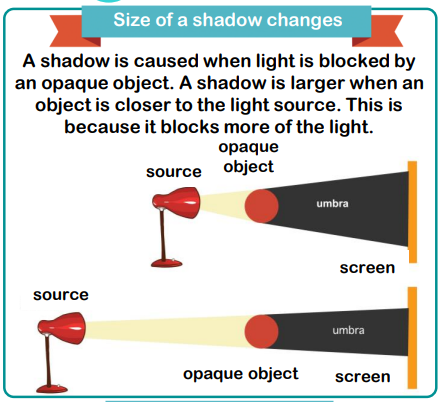 Size of a shadow changes
A shadow is caused when light is blocked by
an opaque object. A shadow is larger when an
object is closer to the light source. This is
because it blocks more of the light.
opaque
object
source
umbra
screen
source
umbra
opaque object
screen